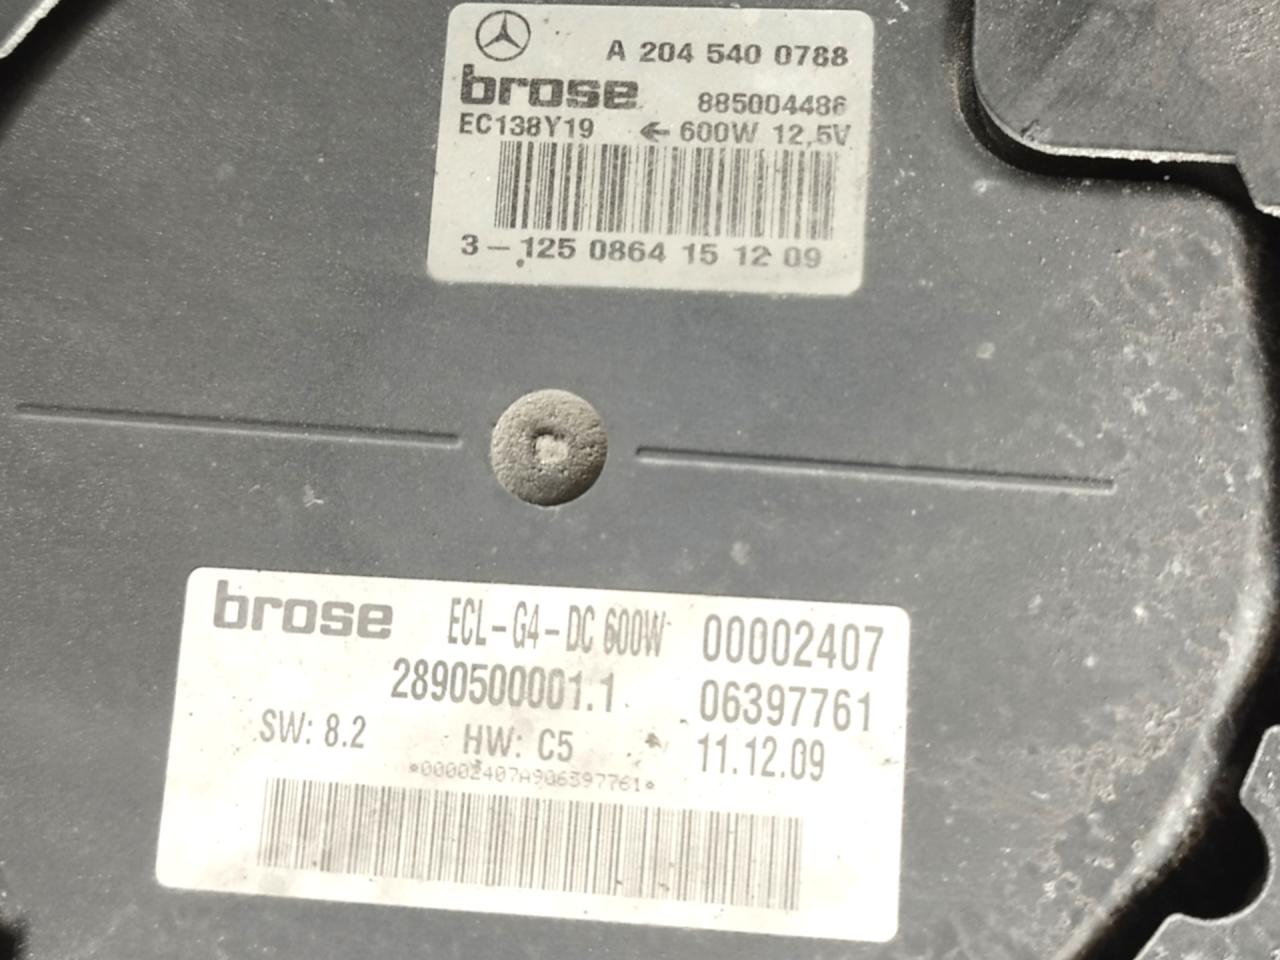 A 204 540 0788
brose 885004486
EC138Y19 ← 600W 12,5V
3 - 125 0864 15 12 09
brose ECL-G4-DC 600W 00002407
2890500001.1 06397761
SW: 8.2 HW: C5 11.12.09
*00002407A906397761*